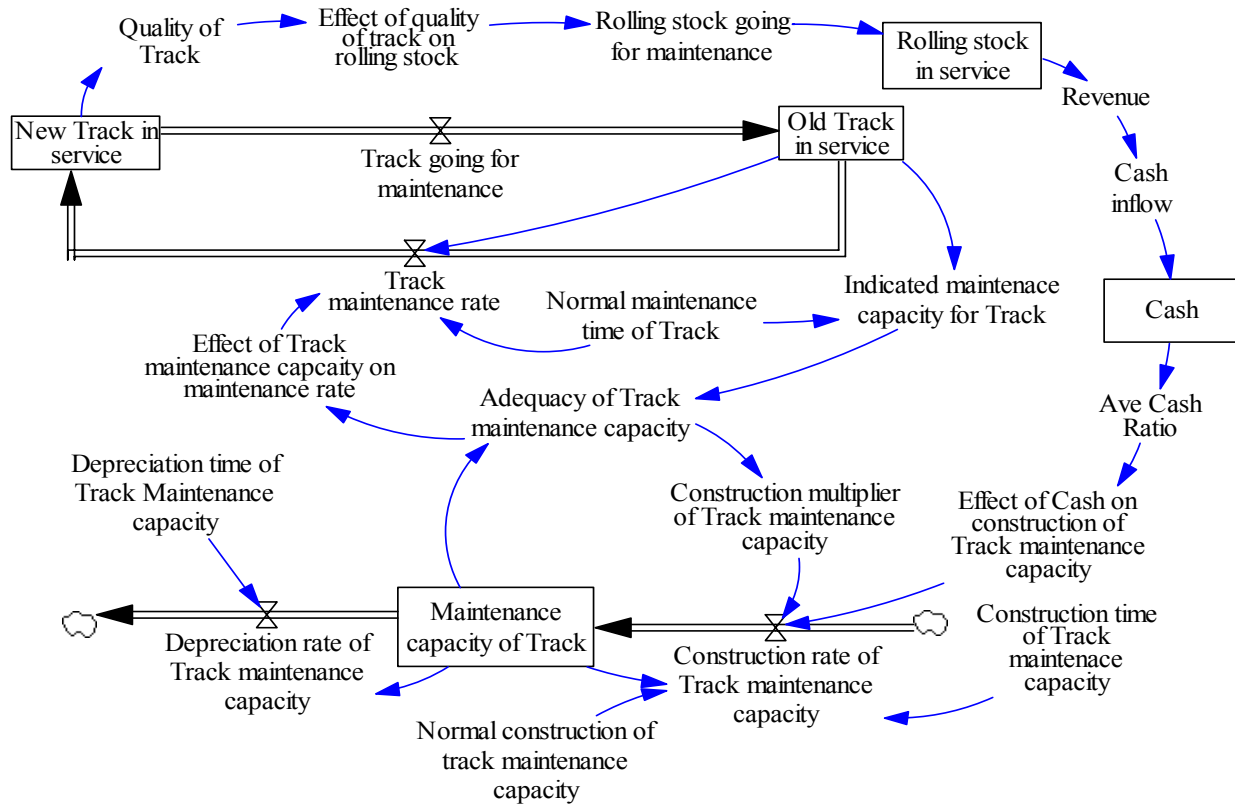 Quality of
Track
Effect of quality
of track on
rolling stock
Rolling stock going
for maintenance
Rolling stock
in service
Revenue
New Track in
service
Track going for
maintenance
Old Track
in service
Cash
inflow
Track
maintenance rate
Normal maintenance
time of Track
Indicated maintenace
capacity for Track
Cash
Effect of Track
maintenance capcaity on
maintenance rate
Adequacy of Track
maintenance capacity
Ave Cash
Ratio
Depreciation time of
Track Maintenance
capacity
Construction multiplier
of Track maintenance
capacity
Effect of Cash on
construction of
Track maintenance
capacity
Maintenance
capacity of Track
Depreciation rate of
Track maintenance
capacity
Construction rate of
Track maintenance
capacity
Construction time
of Track
maintenace
capacity
Normal construction of
track maintenance
capacity